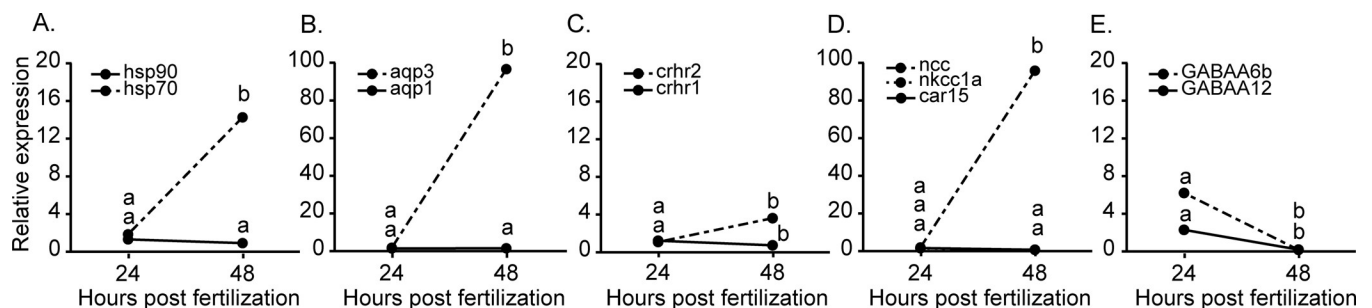 A.
Relative expression
20
16
12
8
4
0
hsp90
hsp70
b
a
a
a
24
48
Hours post fertilization
B.
100
80
60
40
20
0
aqp3
aqp1
b
a
a
a
24
48
Hours post fertilization
C.
20
16
12
8
4
0
crhr2
crhr1
a
a
b
b
24
48
Hours post fertilization
D.
100
80
60
40
20
0
ncc
nkcc1a
car15
b
a
a
a
a
a
24
48
Hours post fertilization
E.
20
16
12
8
4
0
GABAA6b
GABAA12
a
a
b
b
24
48
Hours post fertilization